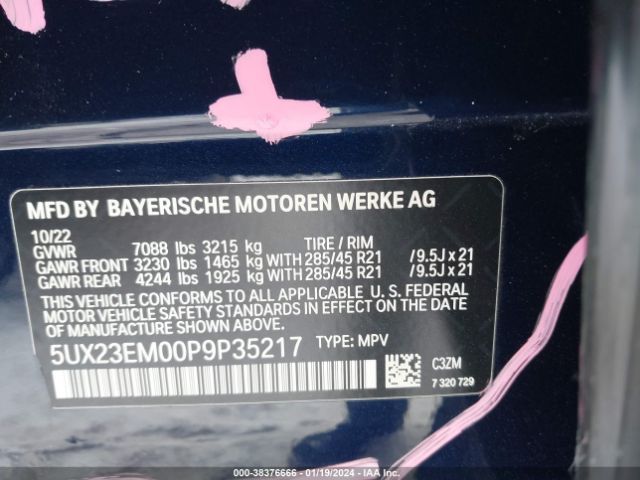 MFD BY BAYERISCHE MOTOREN WERKE AG
10/22
GVWR 7088 lbs 3215 kg TIRE / RIM
GAWR FRONT 3230 lbs 1465 kg WITH 285/45 R21 / 9.5J x 21
GAWR REAR 4244 lbs 1925 kg WITH 285/45 R21 / 9.5J x 21
THIS VEHICLE CONFORMS TO ALL APPLICABLE U. S. FEDERAL
MOTOR VEHICLE SAFETY STANDARDS IN EFFECT ON THE DATE
OF MANUFACTURE SHOWN ABOVE.
5UX23EM00P9P35217 TYPE: MPV
C3ZM
7 320 729
000-38376666 - 01/19/2024 - IAA Inc.